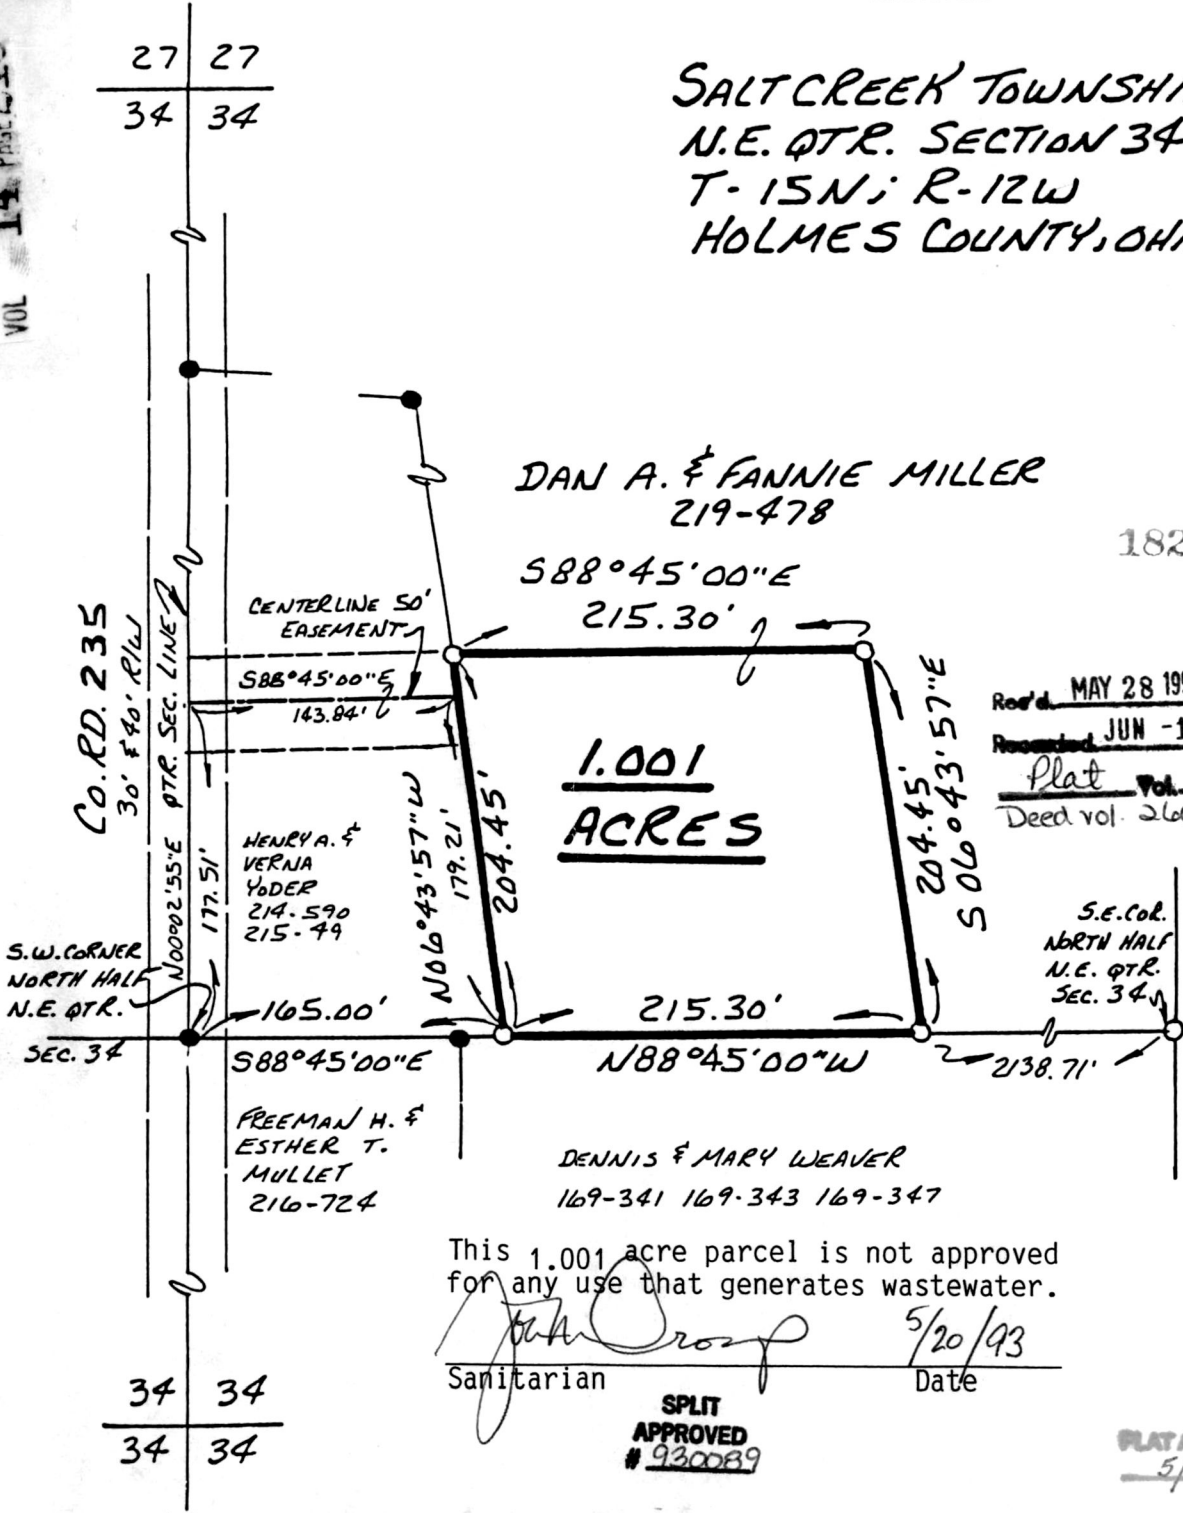 27 27
34 34
VOL 14 PAGE
SALT CREEK TOWNSHI
N.E. QTR. SECTION 34
T-15N; R-12W
HOLMES COUNTY, OH
DAN A. & FANNIE MILLER
219-478
182
S88°45'00"E
215.30'
CENTERLINE 50'
EASEMENT
S88°45'00"E
143.84'
CO. RD. 235
30' & 40' R/W
N00°02'55"E QTR. SEC. LINE
177.51'
HENRY A. &
VERNA
YODER
214-590
215-49
N06°43'57"W
179.21'
204.45'
1.001
ACRES
204.45'
S06°43'57"E
Rec'd. MAY 28 19
Recorded JUN -1
Plat Vol.
Deed vol. 26
S.W. CORNER
NORTH HALF
N.E. QTR.
SEC. 34
165.00'
S88°45'00"E
215.30'
N88°45'00"W
2138.71'
S.E. COR.
NORTH HALF
N.E. QTR.
SEC. 34
FREEMAN H. &
ESTHER T.
MULLET
216-724
DENNIS & MARY WEAVER
169-341 169-343 169-347
This 1.001 acre parcel is not approved
for any use that generates wastewater.
5/20/93
Sanitarian Date
SPLIT
APPROVED
# 930089
34 34
34 34
PLAT
5/